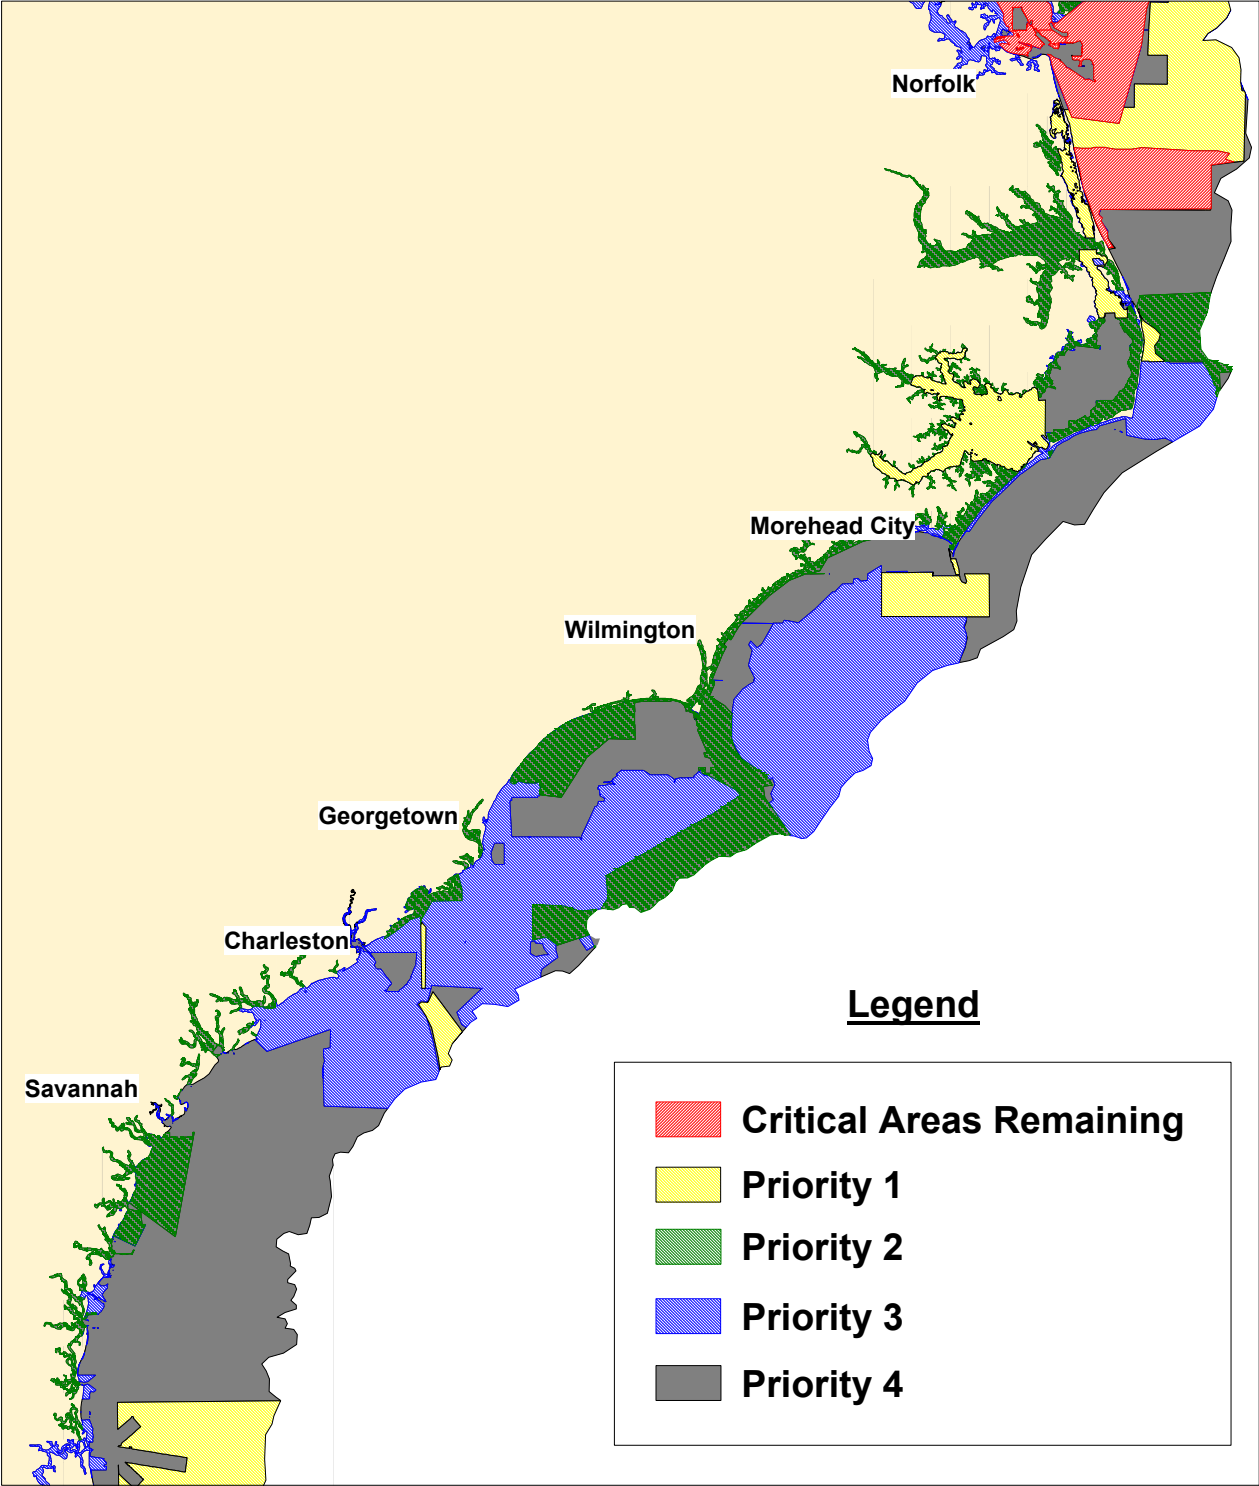 Norfolk
Morehead City
Wilmington
Georgetown
Charleston
Savannah
Legend
Critical Areas Remaining
Priority 1
Priority 2
Priority 3
Priority 4